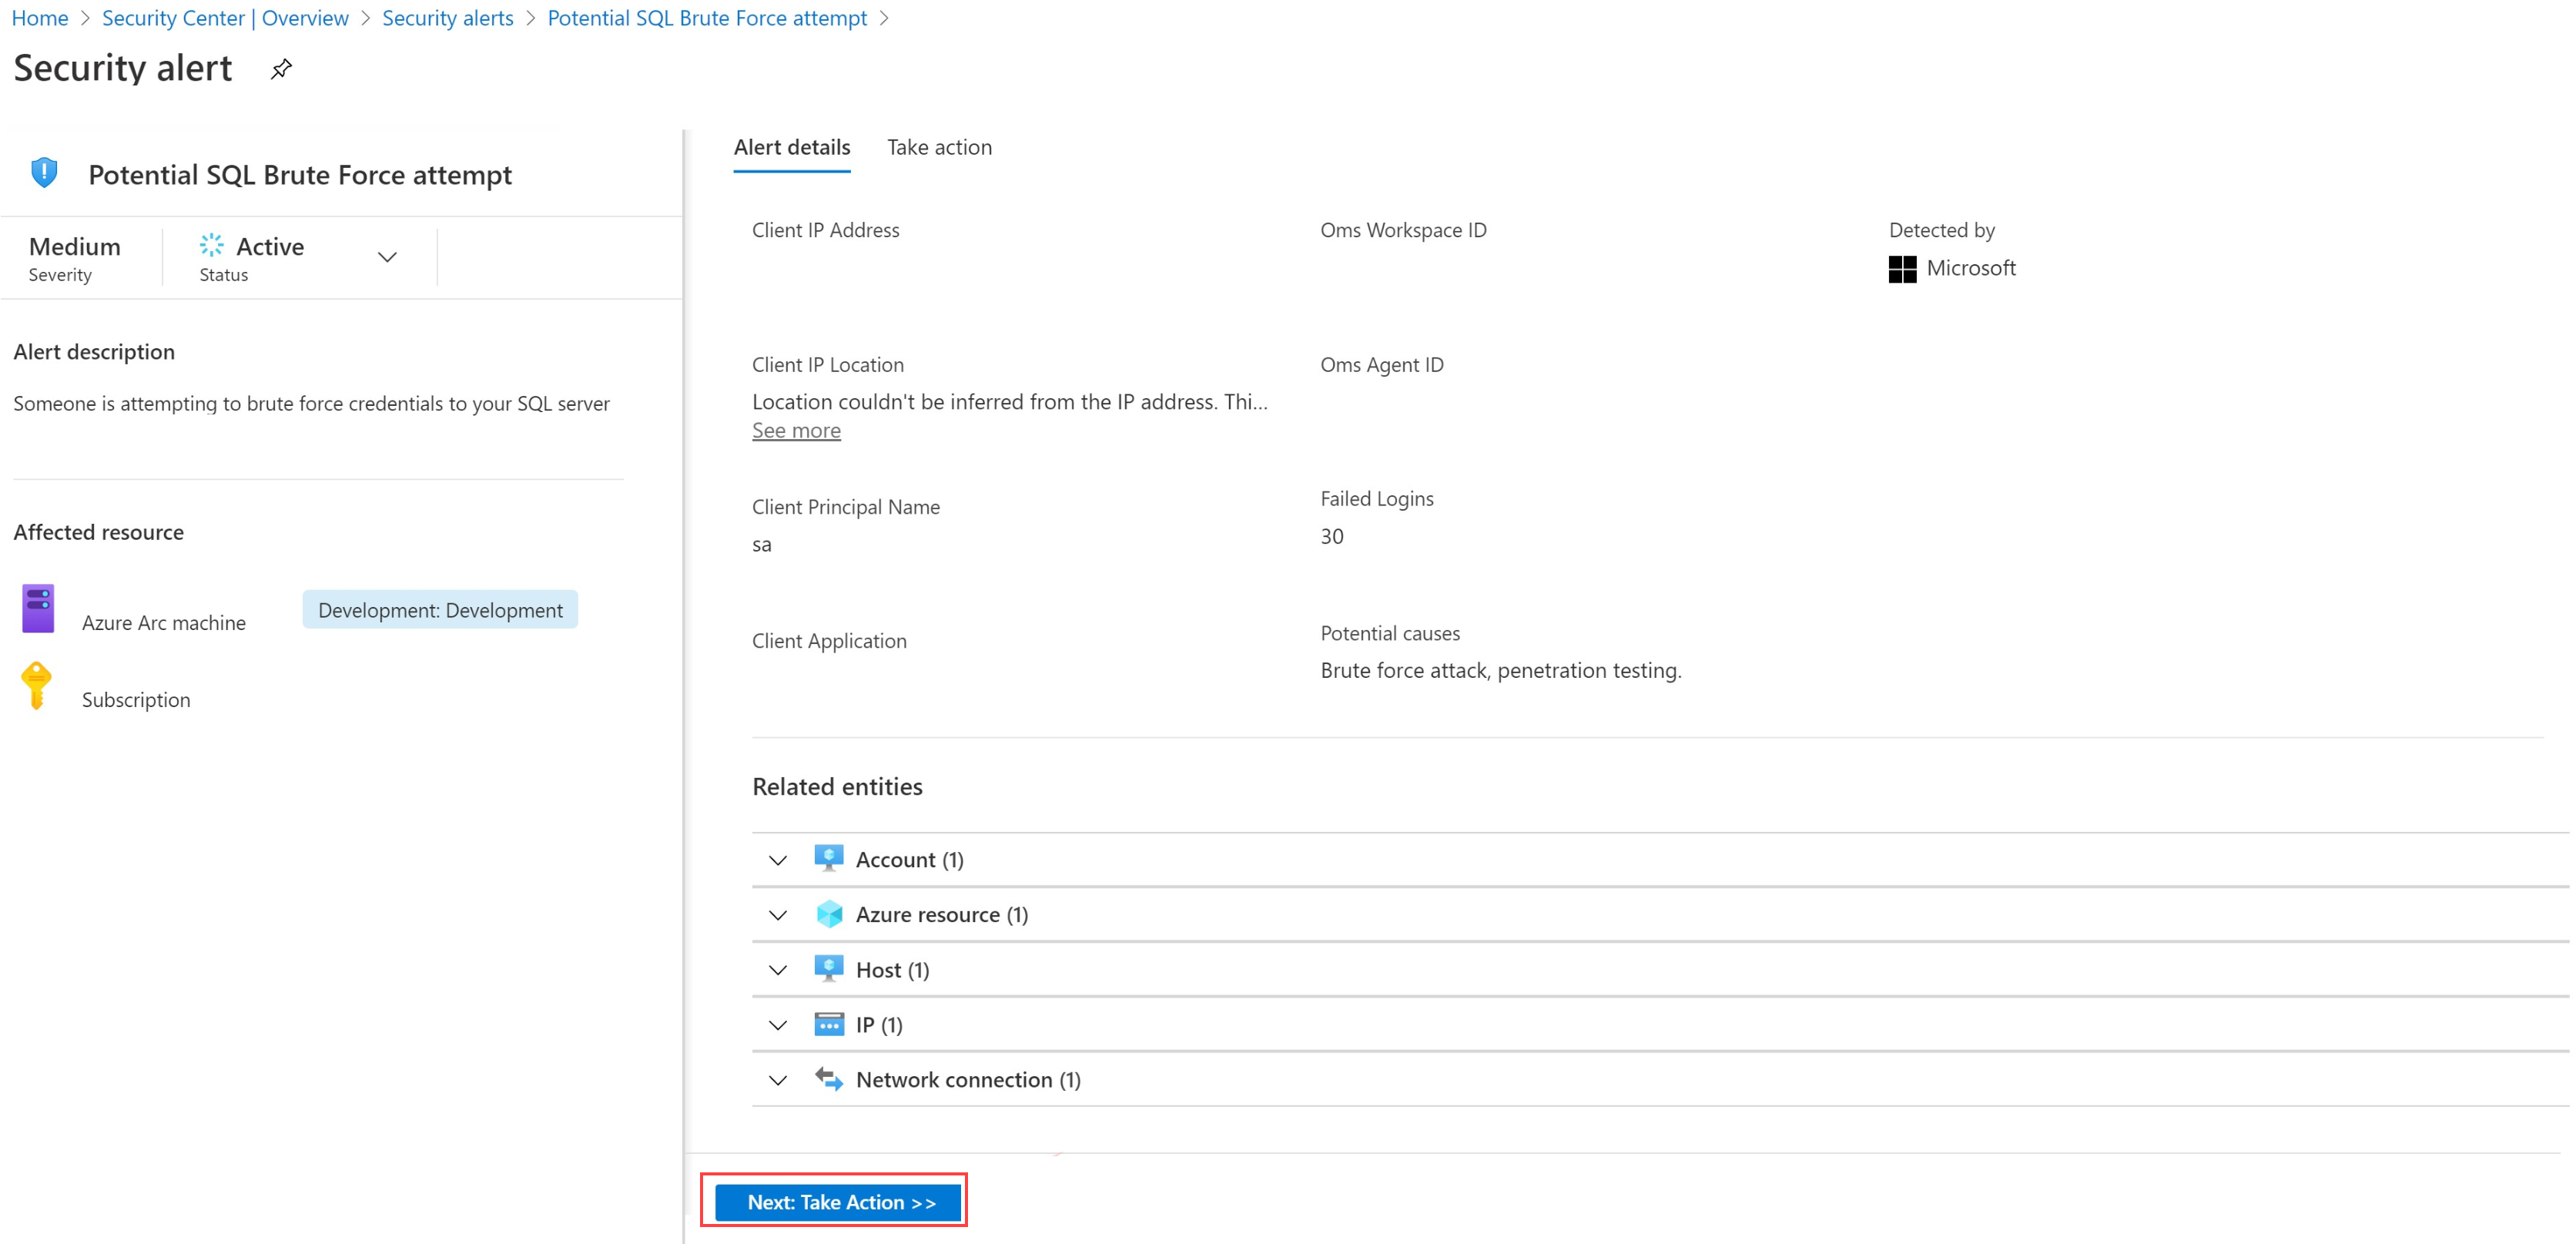 Home > Security Center | Overview > Security alerts > Potential SQL Brute Force attempt >
Security alert
Potential SQL Brute Force attempt
Medium
Severity
Active
Status
Alert description
Someone is attempting to brute force credentials to your SQL server
Affected resource
Azure Arc machine
Development: Development
Subscription
Alert details
Take action
Client IP Address
Oms Workspace ID
Detected by
Microsoft
Client IP Location
Location couldn't be inferred from the IP address. Thi...
See more
Oms Agent ID
Client Principal Name
sa
Failed Logins
30
Client Application
Potential causes
Brute force attack, penetration testing.
Related entities
Account (1)
Azure resource (1)
Host (1)
IP (1)
Network connection (1)
Next: Take Action >>